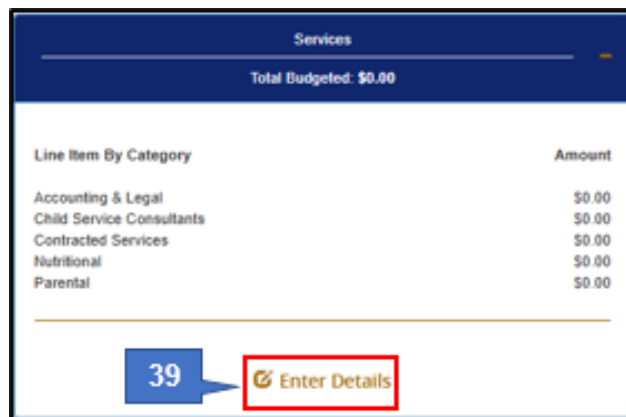 Services
Total Budgeted: $0.00
Line Item By Category Amount
Accounting & Legal $0.00
Child Service Consultants $0.00
Contracted Services $0.00
Nutritional $0.00
Parental $0.00
39 Enter Details